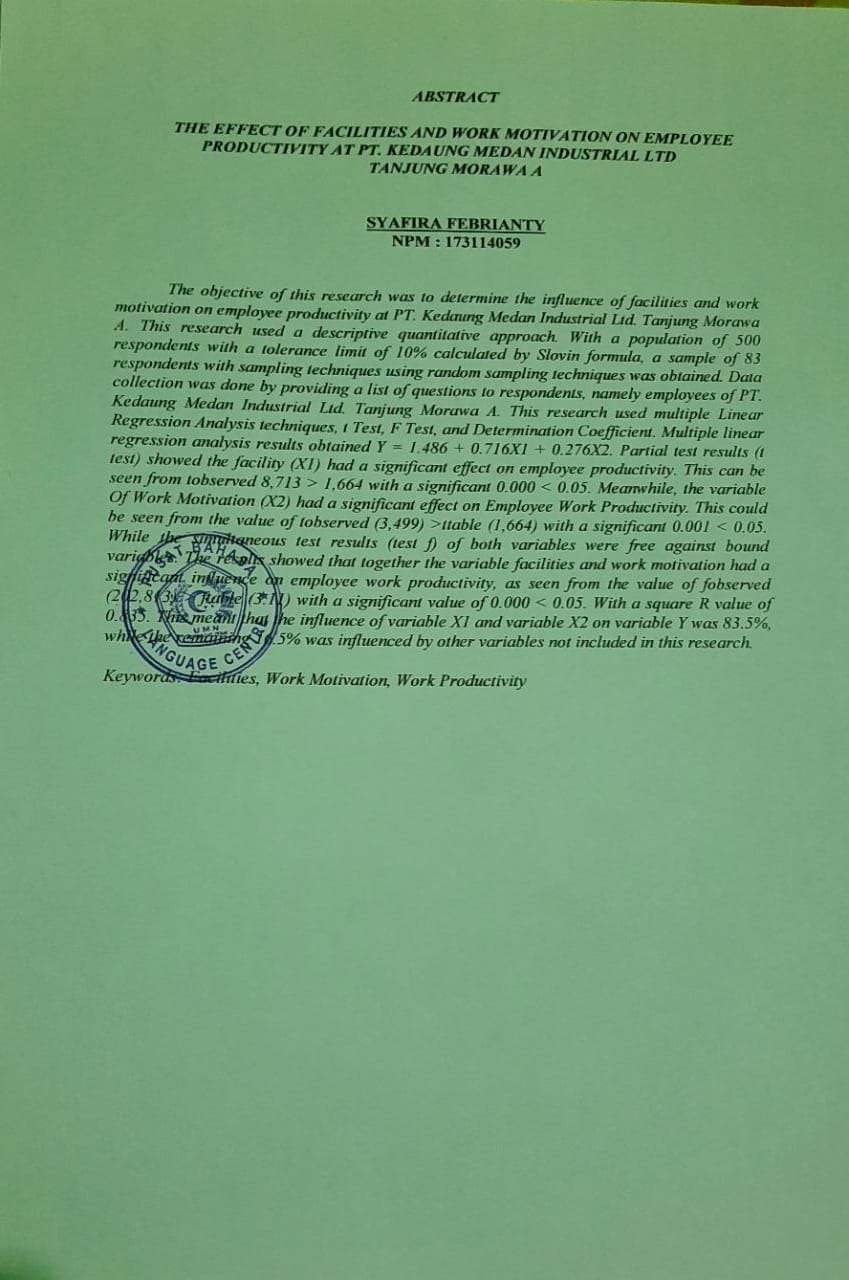 ABSTRACT
THE EFFECT OF FACILITIES AND WORK MOTIVATION ON EMPLOYEE
PRODUCTIVITY AT PT. KEDAUNG MEDAN INDUSTRIAL LTD
TANJUNG MORAWA A
SYAFIRA FEBRIANTY
NPM : 173114059
The objective of this research was to determine the influence of facilities and work
motivation on employee productivity at PT. Kedaung Medan Industrial Ltd. Tanjung Morawa
A. This research used a descriptive quantitative approach. With a population of 500
respondents with a tolerance limit of 10% calculated by Slovin formula, a sample of 83
respondents with sampling techniques using random sampling techniques was obtained. Data
collection was done by providing a list of questions to respondents, namely employees of PT.
Kedaung Medan Industrial Ltd. Tanjung Morawa A. This research used multiple Linear
Regression Analysis techniques, t Test, F Test, and Determination Coefficient. Multiple linear
regression analysis results obtained Y = 1.486 + 0.716X1 + 0.276X2. Partial test results (t
test) showed the facility (X1) had a significant effect on employee productivity. This can be
seen from tobserved 8,713 > 1,664 with a significant 0.000 < 0.05. Meanwhile, the variable
Of Work Motivation (X2) had a significant effect on Employee Work Productivity. This could
be seen from the value of tobserved (3,499) >ttable (1,664) with a significant 0.001 < 0.05.
While the simultaneous test results (test f) of both variables were free against bound
variables. The results showed that together the variable facilities and work motivation had a
significant influence on employee work productivity, as seen from the value of fobserved
> ftable (3.11) with a significant value of 0.000 < 0.05. With a square R value of
0.835. This meant that the influence of variable X1 and variable X2 on variable Y was 83.5%,
while the remaining 16.5% was influenced by other variables not included in this research.
Keywords: Facilities, Work Motivation, Work Productivity
PUSAT BAHASA
UMN
LANGUAGE CENTRE